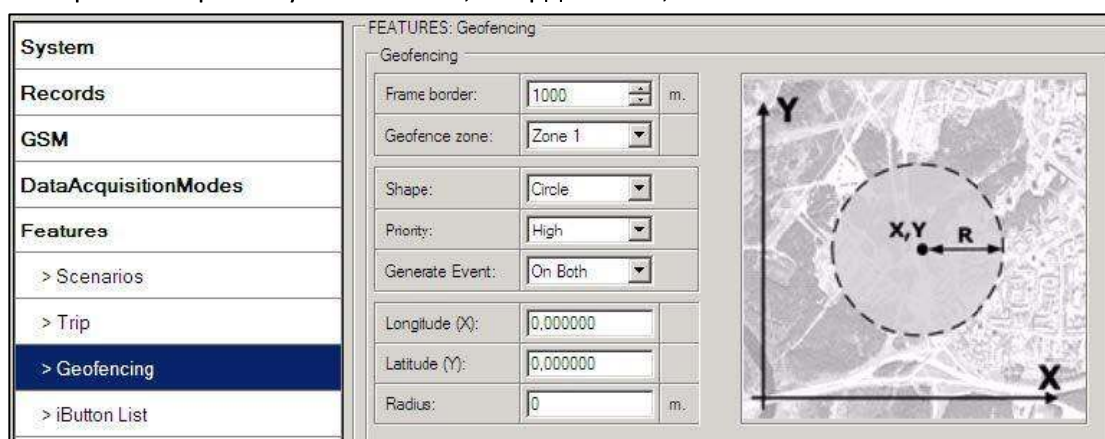 System
Records
GSM
DataAcquisitionModes
Features
> Scenarios
> Trip
> Geofencing
> iButton List
FEATURES: Geofencing
Geofencing
Frame border: 1000 m.
Geofence zone: Zone 1
Shape: Circle
Priority: High
Generate Event: On Both
Longitude (X): 0,000000
Latitude (Y): 0,000000
Radius: 0 m.
Y
X,Y R
X